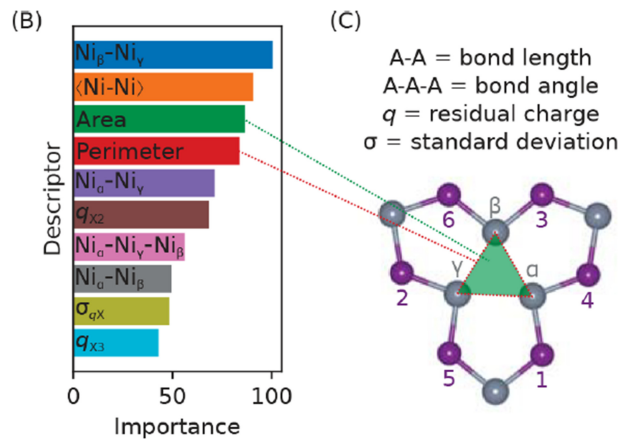 (B)
Descriptor
Niβ-Niγ
⟨Ni-Ni⟩
Area
Perimeter
Niα-Niγ
qX2
Niα-Niγ-Niβ
Niα-Niβ
σqX
qX3
0 50 100
Importance
(C)
A-A = bond length
A-A-A = bond angle
q = residual charge
σ = standard deviation
6 β 3
γ α
2 4
5 1